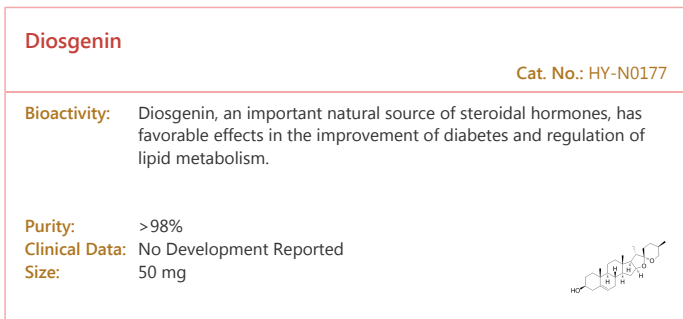 Diosgenin
Cat. No.: HY-N0177
Bioactivity: Diosgenin, an important natural source of steroidal hormones, has
favorable effects in the improvement of diabetes and regulation of
lipid metabolism.
Purity: >98%
Clinical Data: No Development Reported
Size: 50 mg
H
O
H
H
H
O
H
HO